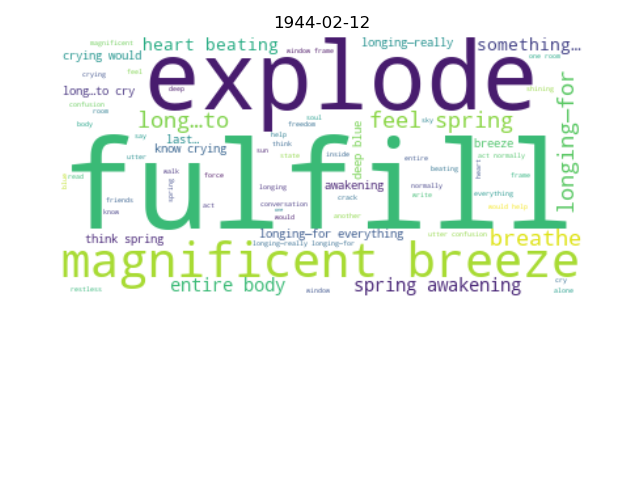 1944-02-12
magnificent
heart beating
window frame
longing—really
something…
crying would
explode
one room
crying
feel
deep
long…to cry
shining
confusion
room
long…to
soul
feel spring
longing—for
body
freedom
sky
say
last…
help
deep blue
breeze
know crying
think
utter
fulfill
sun
state
inside
entire
act normally
heart
blue
read
walk
spring
force
beating
frame
longing
awakening
normally
everything
crack
write
friends
act
conversation
would help
know
would
another
think spring
longing—for everything
utter confusion
breathe
longing—really longing—for
magnificent breeze
restless
entire body
window
spring awakening
cry
alone